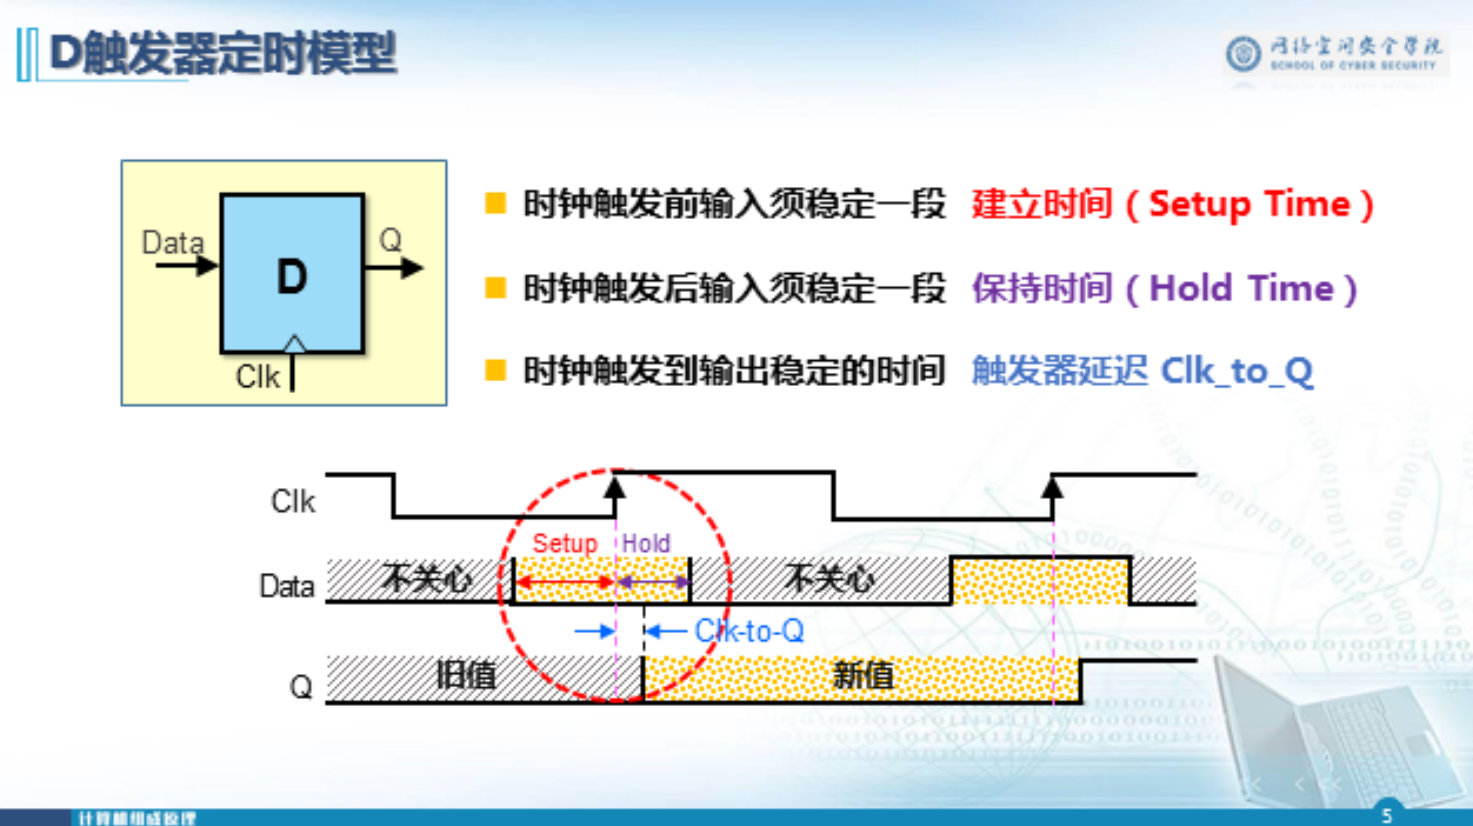 D触发器定时模型
网络空间安全学院
SCHOOL OF CYBER SECURITY
Data
D
Q
Clk
时钟触发前输入须稳定一段 建立时间（Setup Time）
时钟触发后输入须稳定一段 保持时间（Hold Time）
时钟触发到输出稳定的时间 触发器延迟 Clk_to_Q
Clk
Setup Hold
Data 不关心 不关心
Clk-to-Q
Q 旧值 新值
计算机组成原理
5